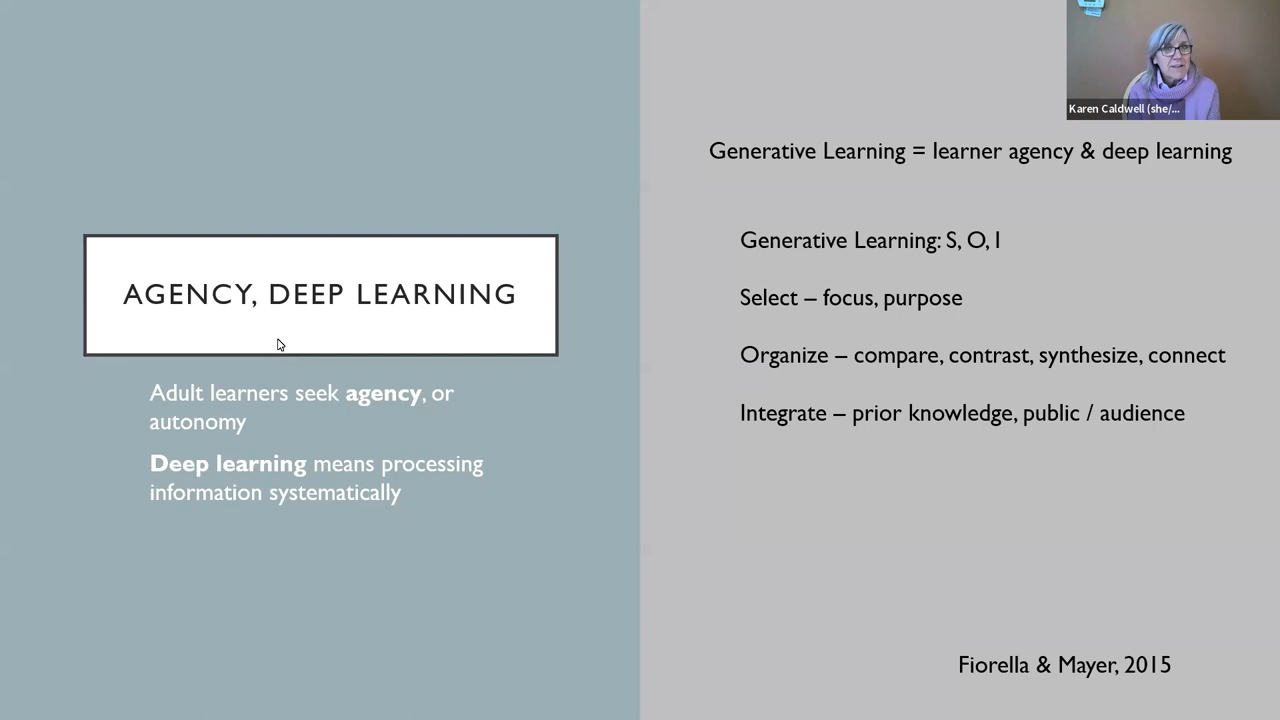 Karen Caldwell (she/...
AGENCY, DEEP LEARNING
Adult learners seek agency, or
autonomy
Deep learning means processing
information systematically
Generative Learning = learner agency & deep learning
Generative Learning: S, O, I
Select – focus, purpose
Organize – compare, contrast, synthesize, connect
Integrate – prior knowledge, public / audience
Fiorella & Mayer, 2015